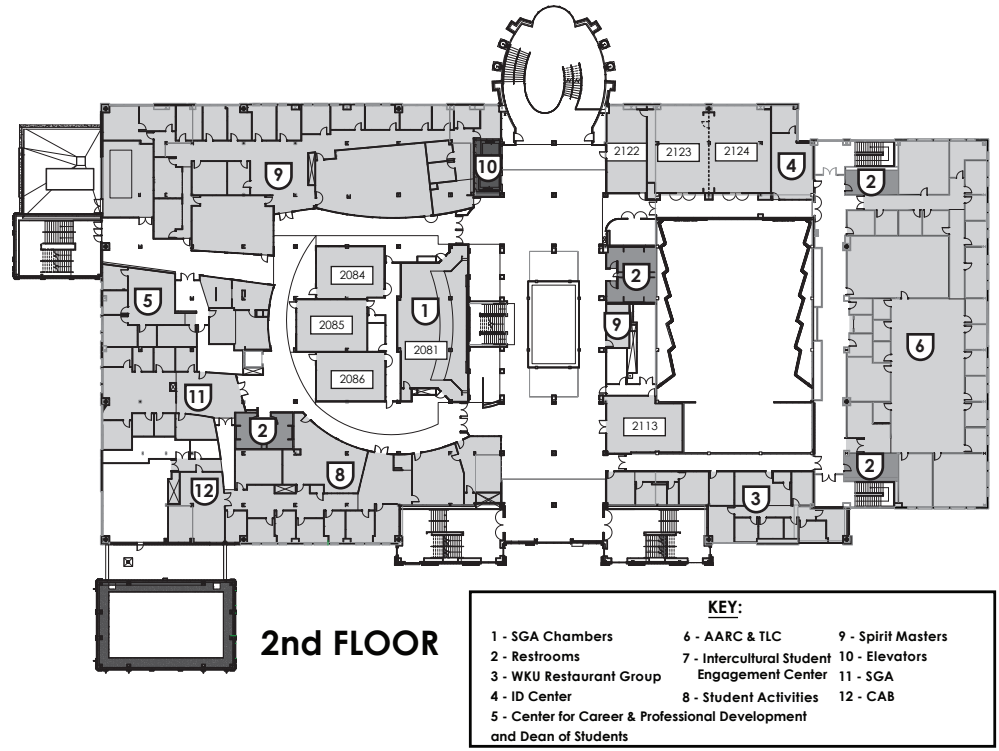 10
2122
2123
2124
4
2
9
2
2084
5
1
2085
9
2081
6
2086
11
2113
2
2
8
12
3
2nd FLOOR
KEY:
1 - SGA Chambers
2 - Restrooms
3 - WKU Restaurant Group
4 - ID Center
5 - Center for Career & Professional Development
and Dean of Students
6 - AARC & TLC
7 - Intercultural Student
Engagement Center
8 - Student Activities
9 - Spirit Masters
10 - Elevators
11 - SGA
12 - CAB